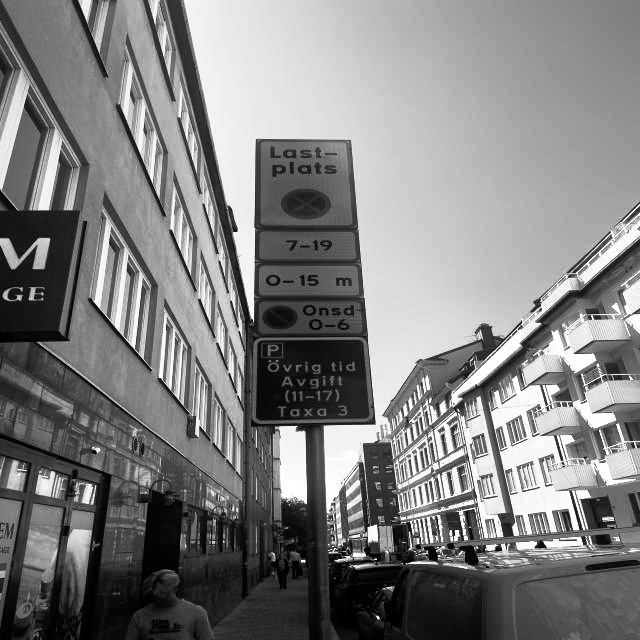 Last-
plats
7-19
0-15 m
Onsd
0-6
P
Övrig tid
Avgift
(11-17)
Taxa 3
M
GE